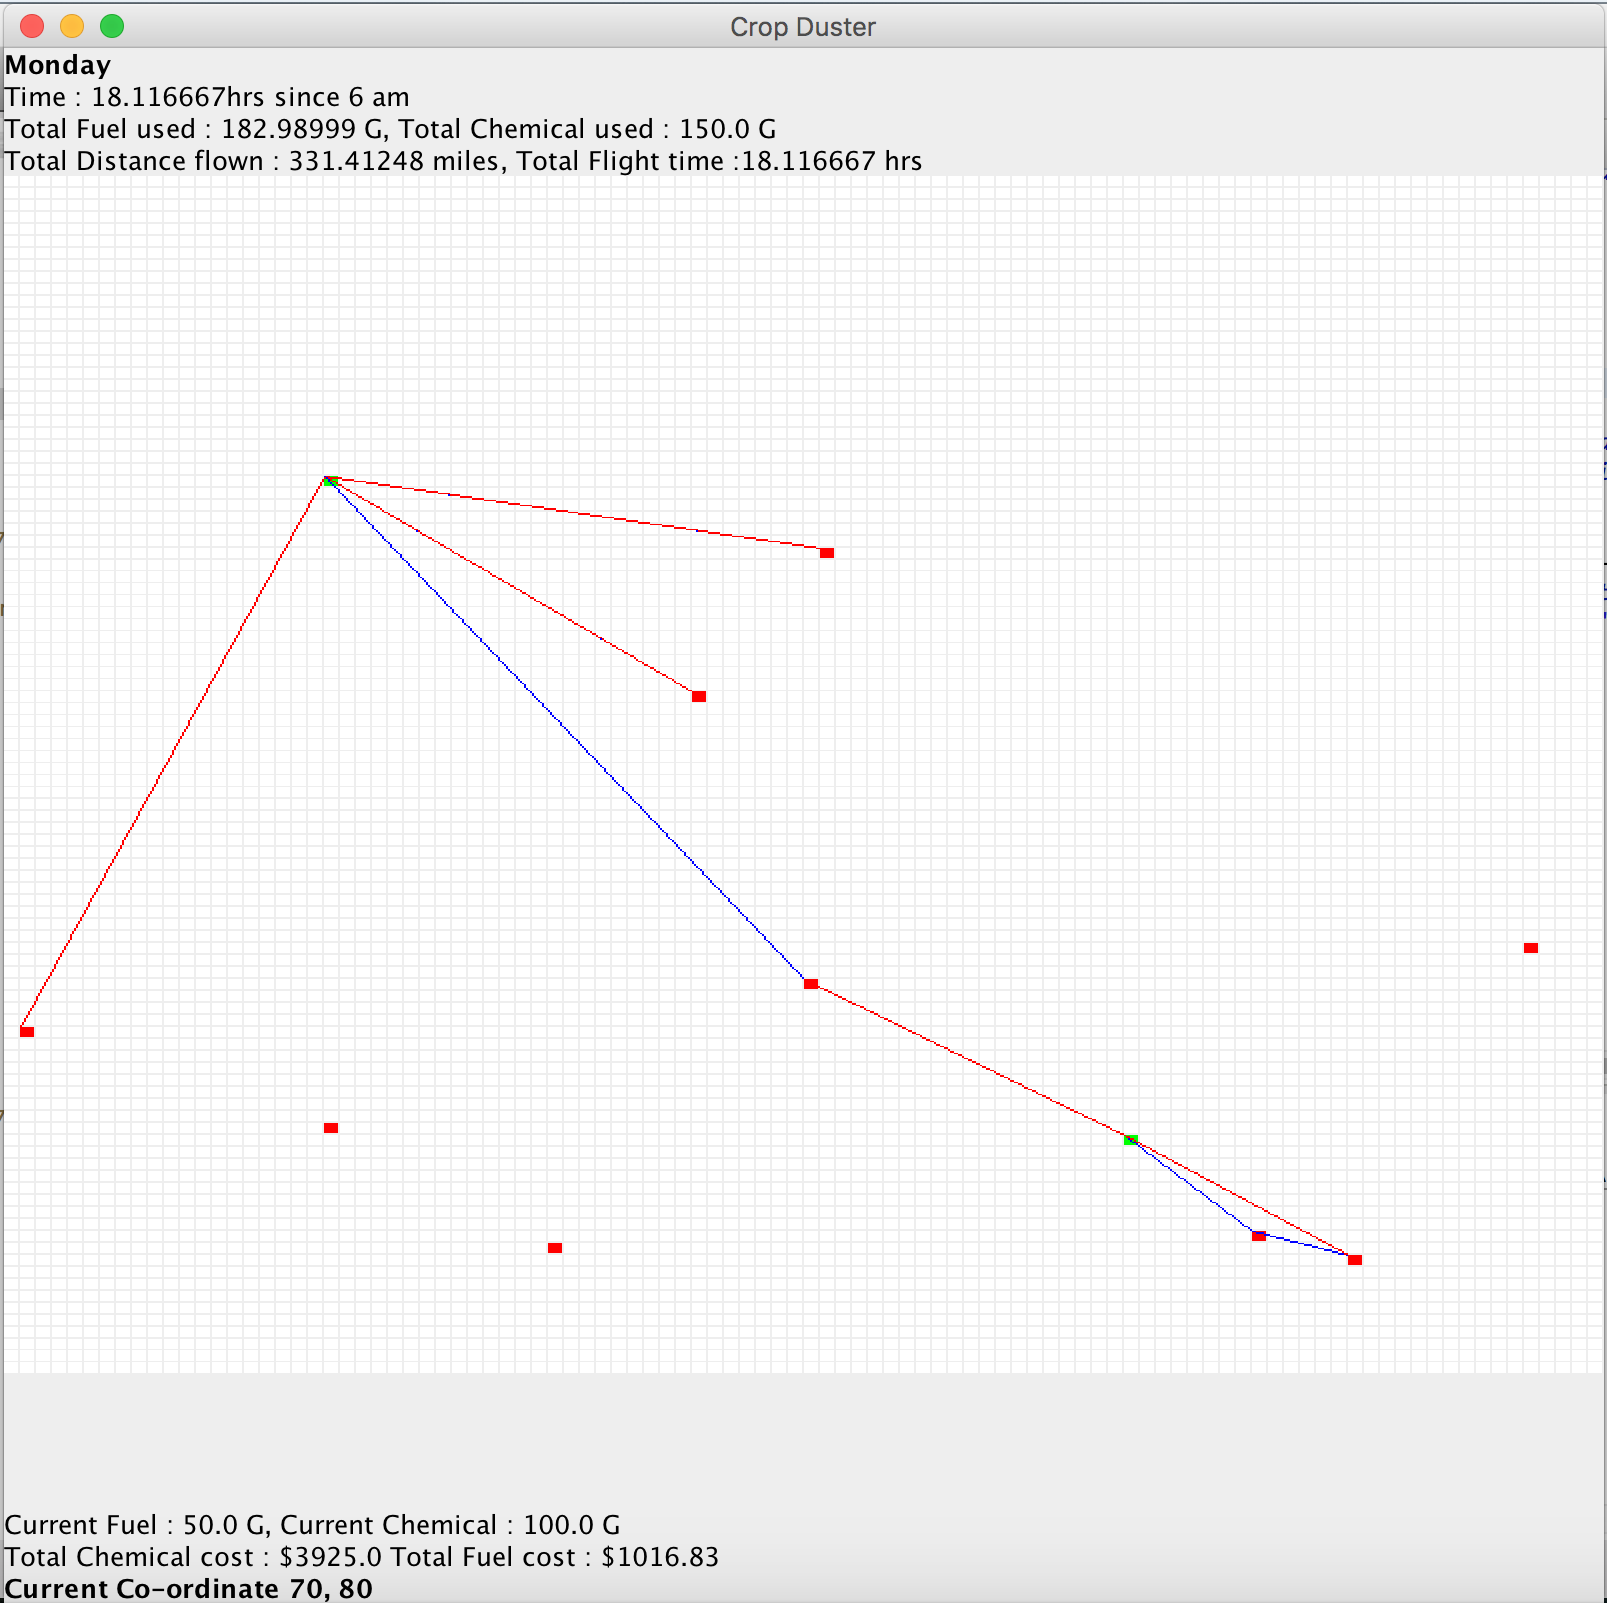 Crop Duster
Monday
Time : 18.116667hrs since 6 am
Total Fuel used : 182.98999 G, Total Chemical used : 150.0 G
Total Distance flown : 331.41248 miles, Total Flight time :18.116667 hrs
Current Fuel : 50.0 G, Current Chemical : 100.0 G
Total Chemical cost : $3925.0 Total Fuel cost : $1016.83
Current Co-ordinate 70, 80